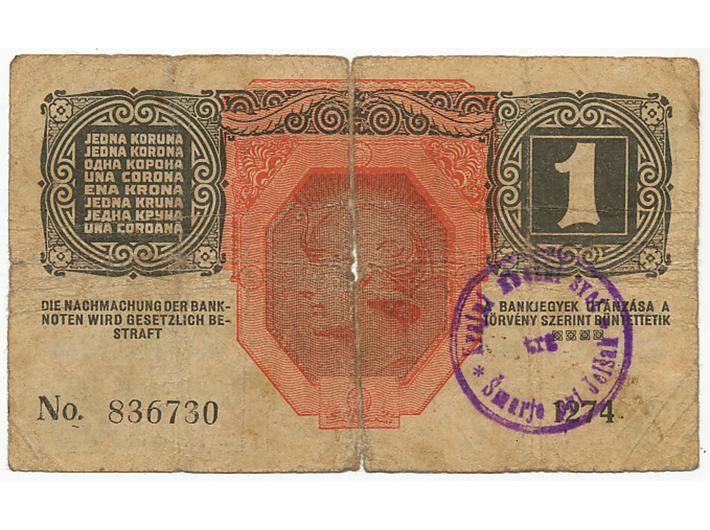 JEDNA KORUNA
JEDNA KORONA
ОДНА КОРОНА
UNA CORONA
ENA KRONA
JEDNA KRUNA
ЈЕДНА КРУНА
UNA COROANĂ
1
DIE NACHMACHUNG DER BANK-
NOTEN WIRD GESETZLICH BE-
STRAFT
BANKJEGYEK UTÁNZÁSA A
TÖRVÉNY SZERINT BÜNTETTETIK
trg
* Šmarje pri Jelšah *
No. 836730
1274